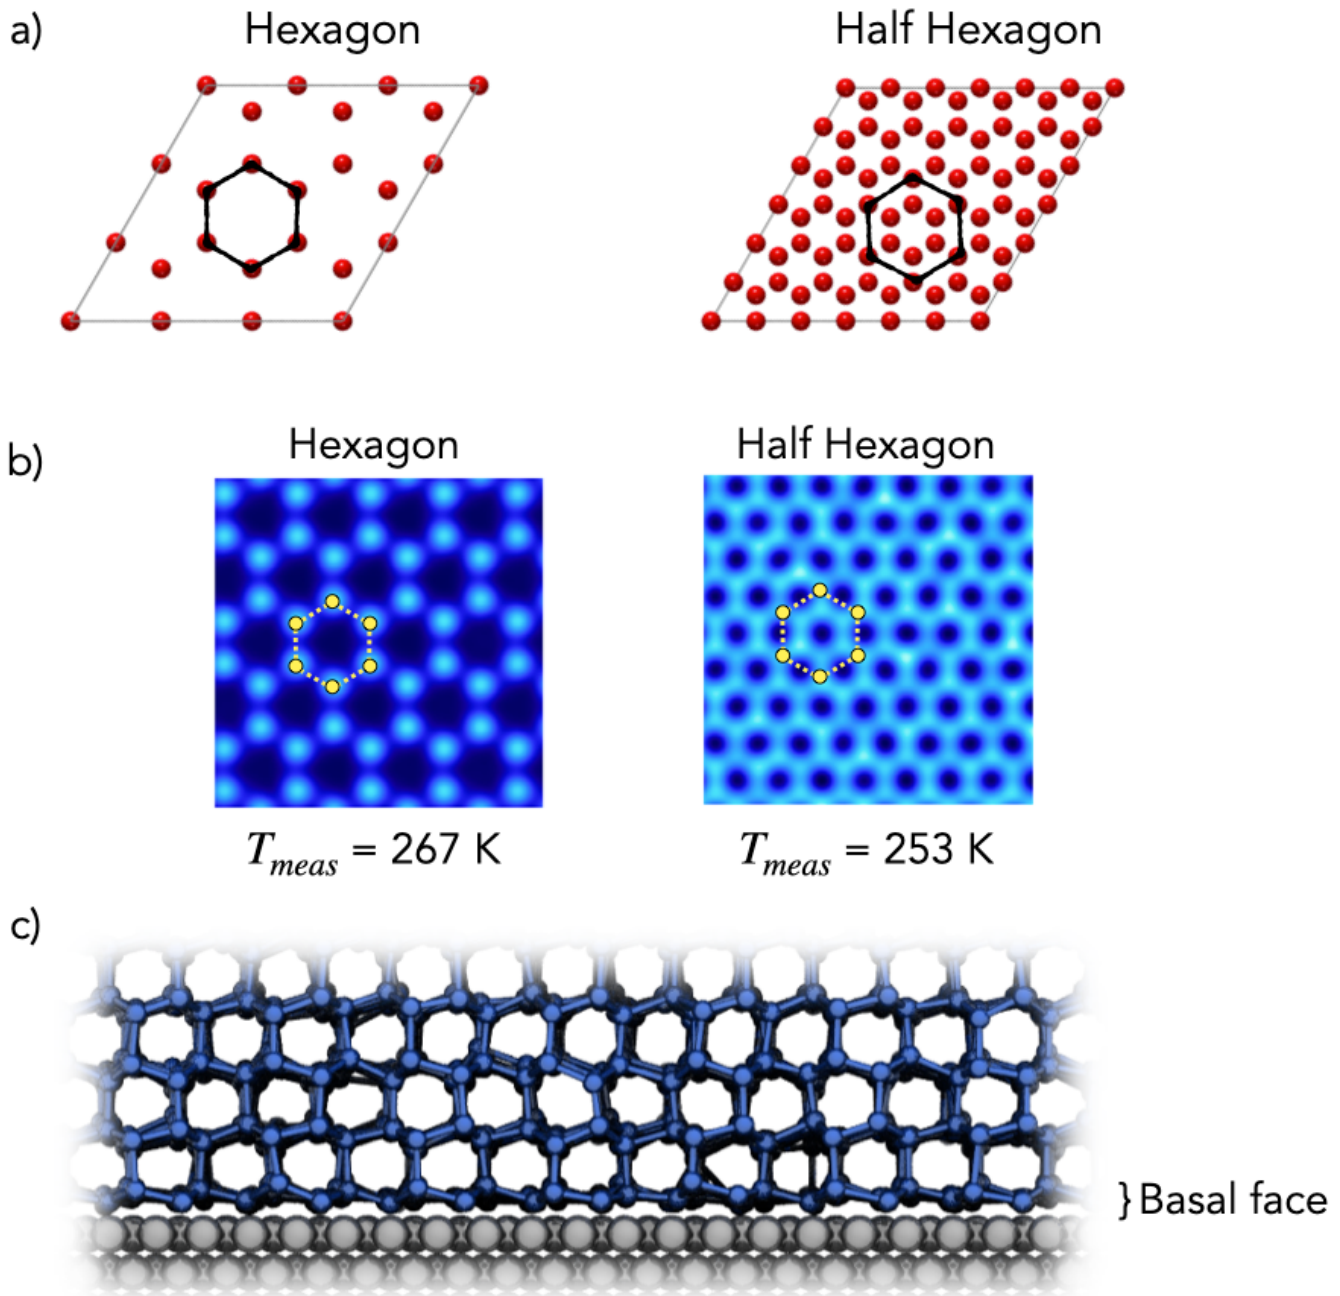 a)
Hexagon
Half Hexagon
b)
Hexagon
Half Hexagon
T_meas = 267 K
T_meas = 253 K
c)
}Basal face